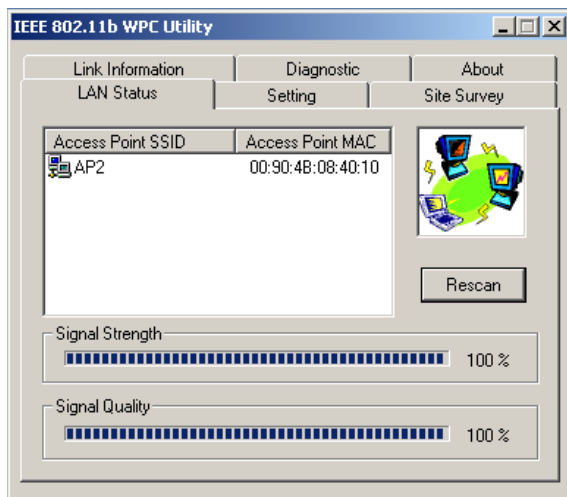 IEEE 802.11b WPC Utility
Link Information Diagnostic About
LAN Status Setting Site Survey
Access Point SSID Access Point MAC
AP2 00:90:4B:08:40:10
Rescan
Signal Strength
100 %
Signal Quality
100 %